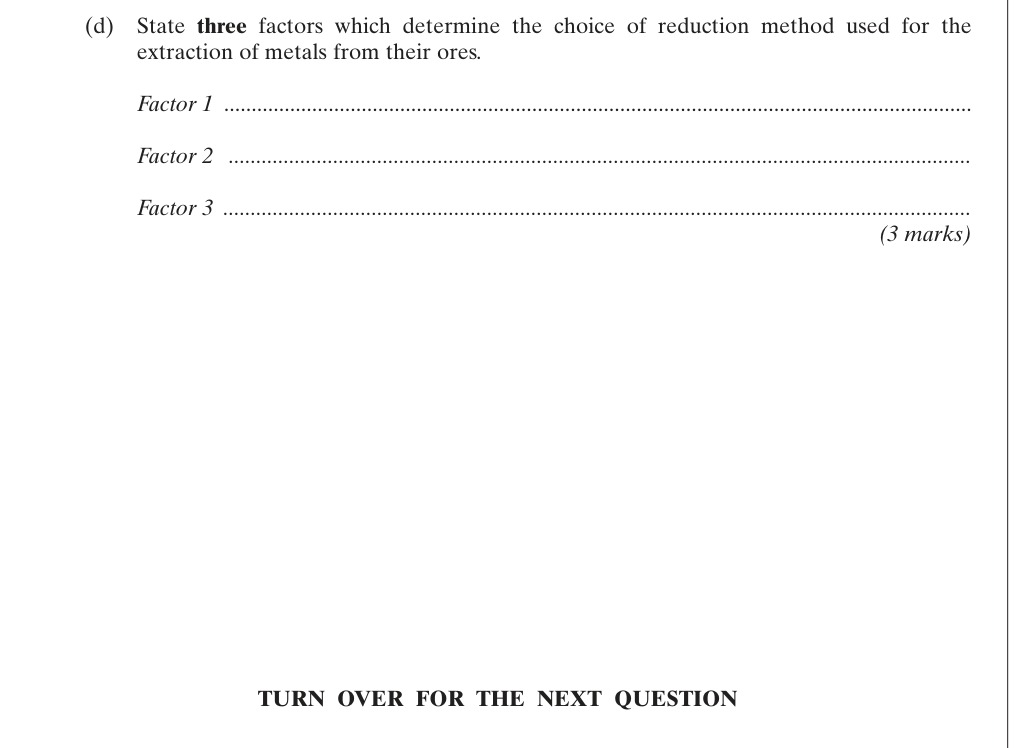 (d) State three factors which determine the choice of reduction method used for the
extraction of metals from their ores.
Factor 1 ........................................................................................................................................
Factor 2 ........................................................................................................................................
Factor 3 ........................................................................................................................................
(3 marks)
TURN OVER FOR THE NEXT QUESTION